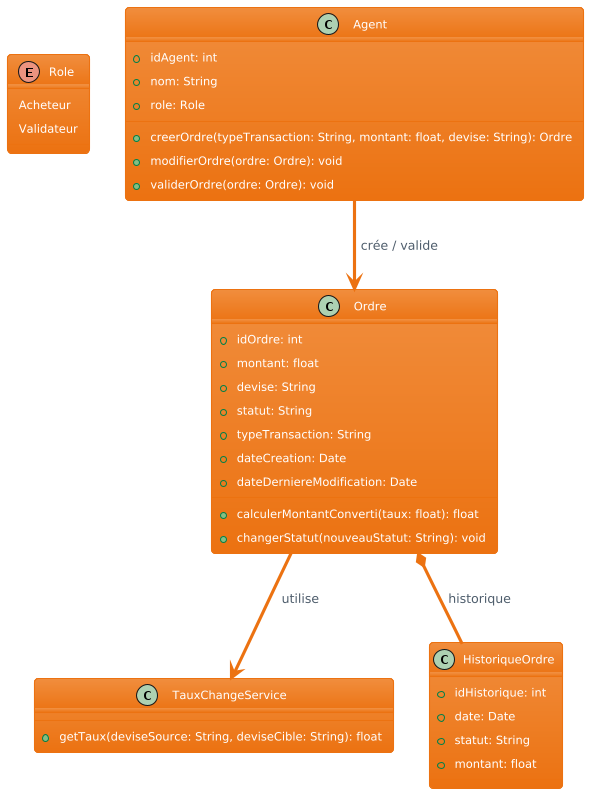 C Agent
idAgent: int
nom: String
role: Role
creerOrdre(typeTransaction: String, montant: float, devise: String): Ordre
modifierOrdre(ordre: Ordre): void
validerOrdre(ordre: Ordre): void
E Role
Acheteur
Validateur
crée / valide
C Ordre
idOrdre: int
montant: float
devise: String
statut: String
typeTransaction: String
dateCreation: Date
dateDerniereModification: Date
calculerMontantConverti(taux: float): float
changerStatut(nouveauStatut: String): void
utilise
historique
C TauxChangeService
getTaux(deviseSource: String, deviseCible: String): float
C HistoriqueOrdre
idHistorique: int
date: Date
statut: String
montant: float